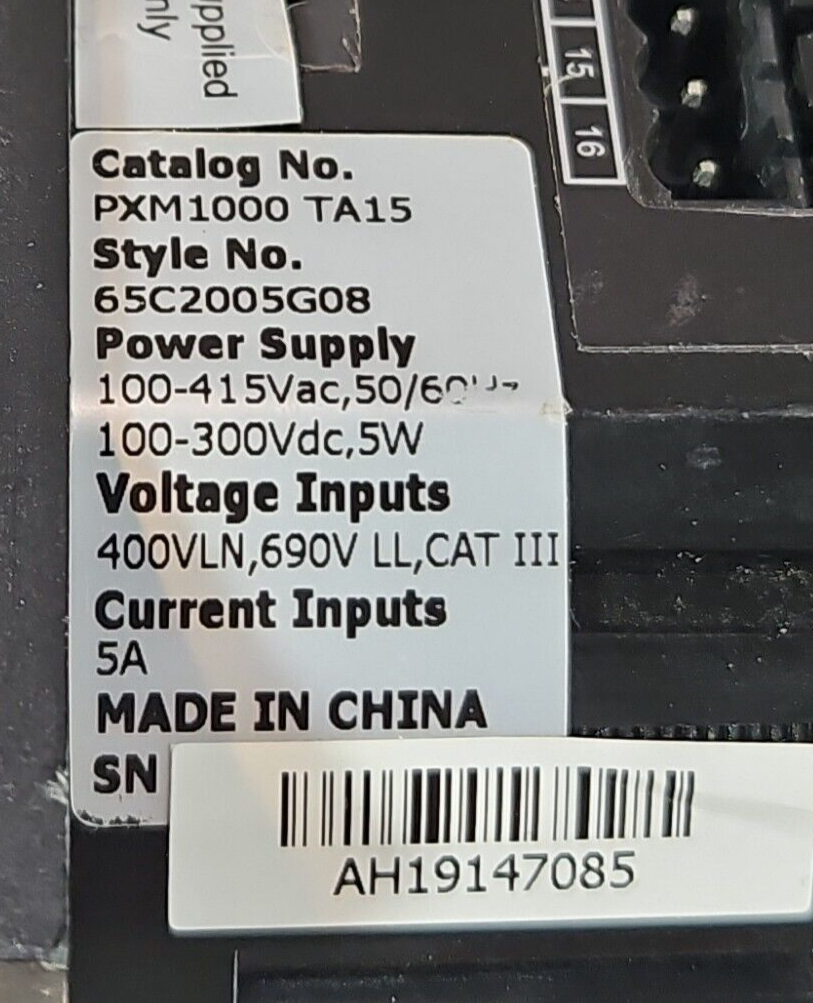 pplied
nly
15
16
Catalog No.
PXM1000 TA15
Style No.
65C2005G08
Power Supply
100-415Vac,50/60Hz
100-300Vdc,5W
Voltage Inputs
400VLN,690V LL,CAT III
Current Inputs
5A
MADE IN CHINA
SN
AH19147085